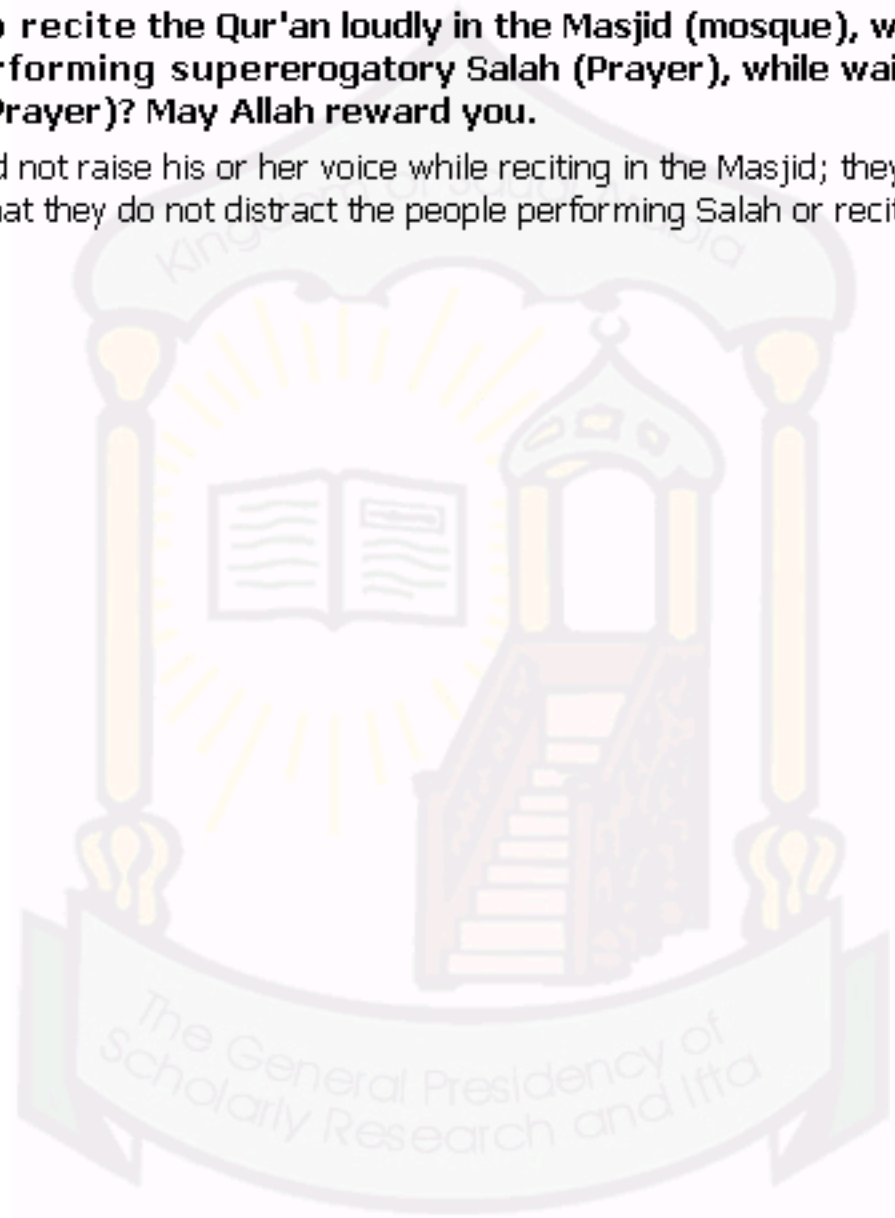 recite the Qur'an loudly in the Masjid (mosque), w
rforming supererogatory Salah (Prayer), while wai
Prayer)? May Allah reward you.
d not raise his or her voice while reciting in the Masjid; they
hat they do not distract the people performing Salah or recit
Kingdom of Saudi Arabia
The General Presidency of
Scholarly Research and Ifta